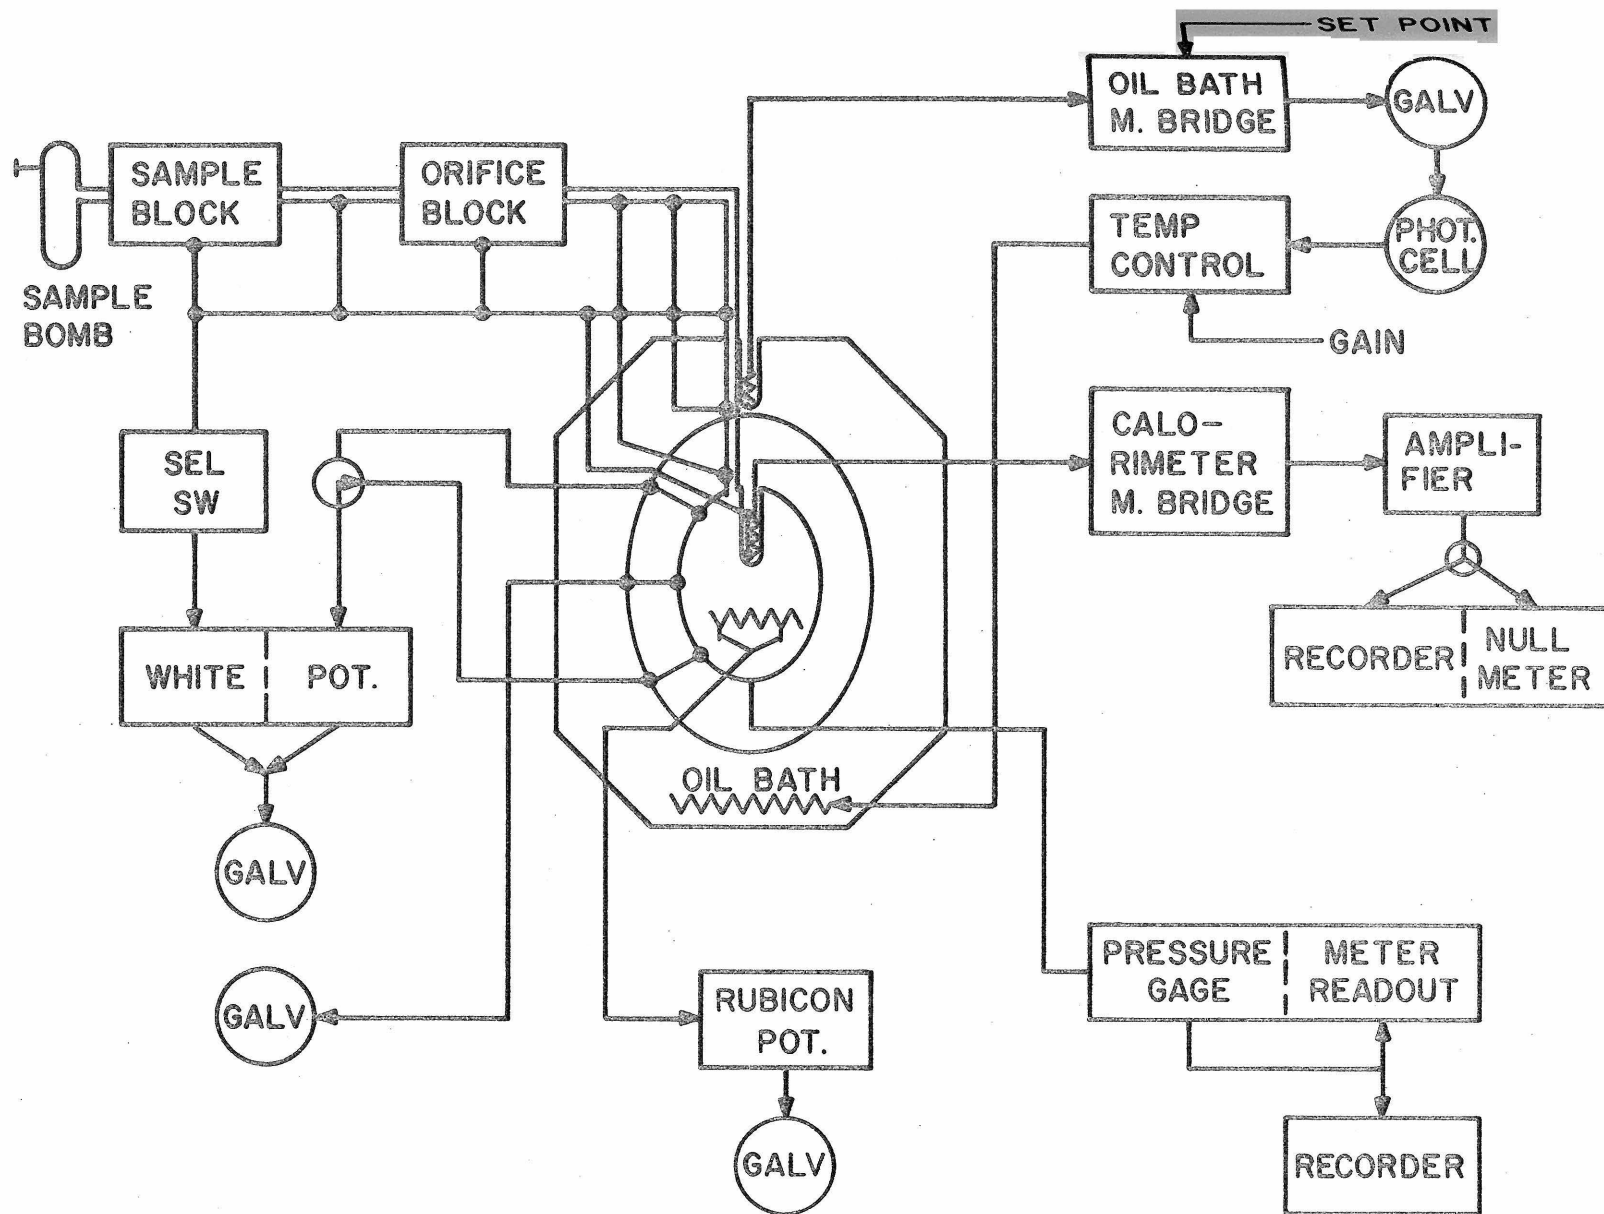 SET POINT
OIL BATH
M. BRIDGE
GALV
SAMPLE
BLOCK
ORIFICE
BLOCK
TEMP
CONTROL
PHOT.
CELL
SAMPLE
BOMB
GAIN
CALO-
RIMETER
M. BRIDGE
AMPLI-
FIER
SEL
SW
RECORDER
NULL
METER
WHITE
POT.
OIL BATH
GALV
GALV
RUBICON
POT.
PRESSURE
GAGE
METER
READOUT
GALV
RECORDER